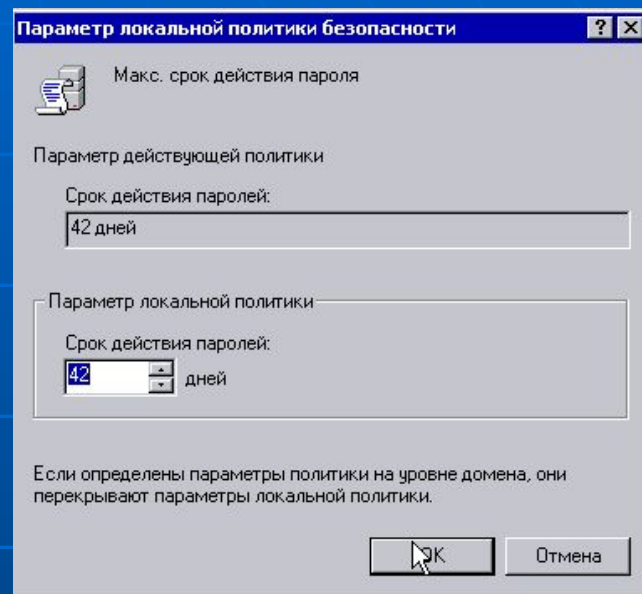 Параметр локальной политики безопасности
Макс. срок действия пароля
Параметр действующей политики
Срок действия паролей:
42 дней
Параметр локальной политики
Срок действия паролей:
42 дней
Если определены параметры политики на уровне домена, они
перекрывают параметры локальной политики.
OK Отмена